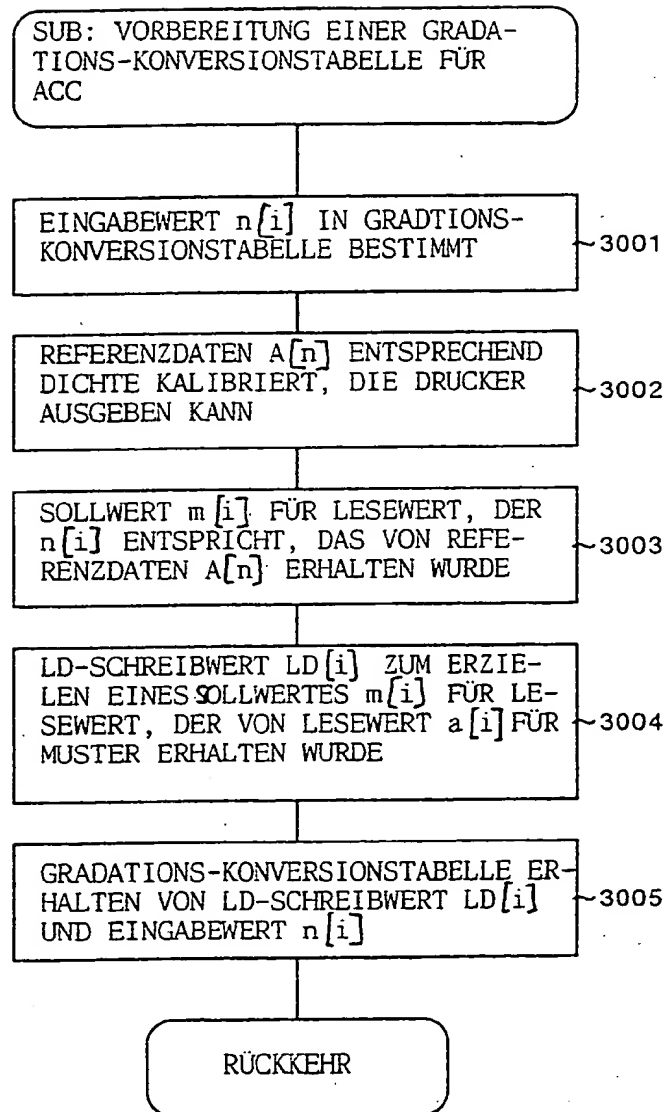 SUB: VORBEREITUNG EINER GRADA-
TIONS-KONVERSIONSTABELLE FÜR
ACC
EINGABEWERT n[i] IN GRADTIONS-
KONVERSIONSTABELLE BESTIMMT
~3001
REFERENZDATEN A[n] ENTSPRECHEND
DICHTE KALIBRIERT, DIE DRUCKER
AUSGEBEN KANN
~3002
SOLLWERT m[i] FÜR LESEWERT, DER
n[i] ENTSPRICHT, DAS VON REFE-
RENZDATEN A[n] ERHALTEN WURDE
~3003
LD-SCHREIBWERT LD[i] ZUM ERZIE-
LEN EINES SOLLWERTES m[i] FÜR LE-
SEWERT, DER VON LESEWERT a[i] FÜR
MUSTER ERHALTEN WURDE
~3004
GRADATIONS-KONVERSIONSTABELLE ER-
HALTEN VON LD-SCHREIBWERT LD[i]
UND EINGABEWERT n[i]
~3005
RÜCKKEHR